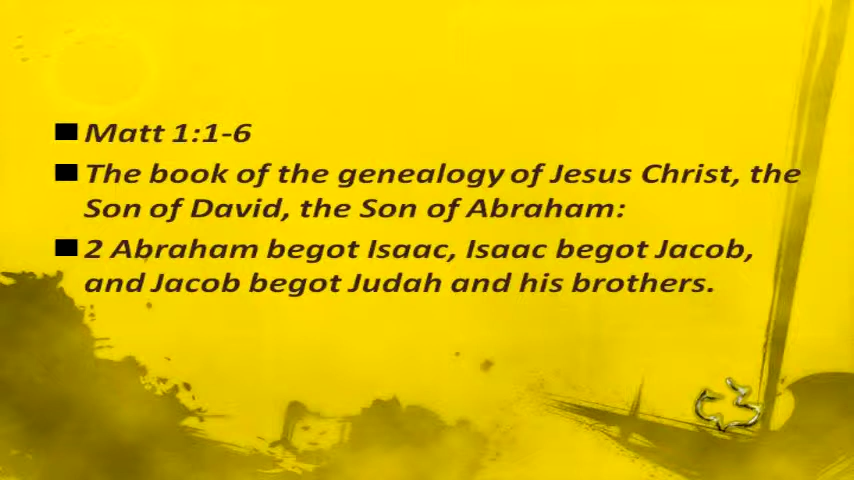 Matt 1:1-6
The book of the genealogy of Jesus Christ, the
Son of David, the Son of Abraham:
2 Abraham begot Isaac, Isaac begot Jacob,
and Jacob begot Judah and his brothers.